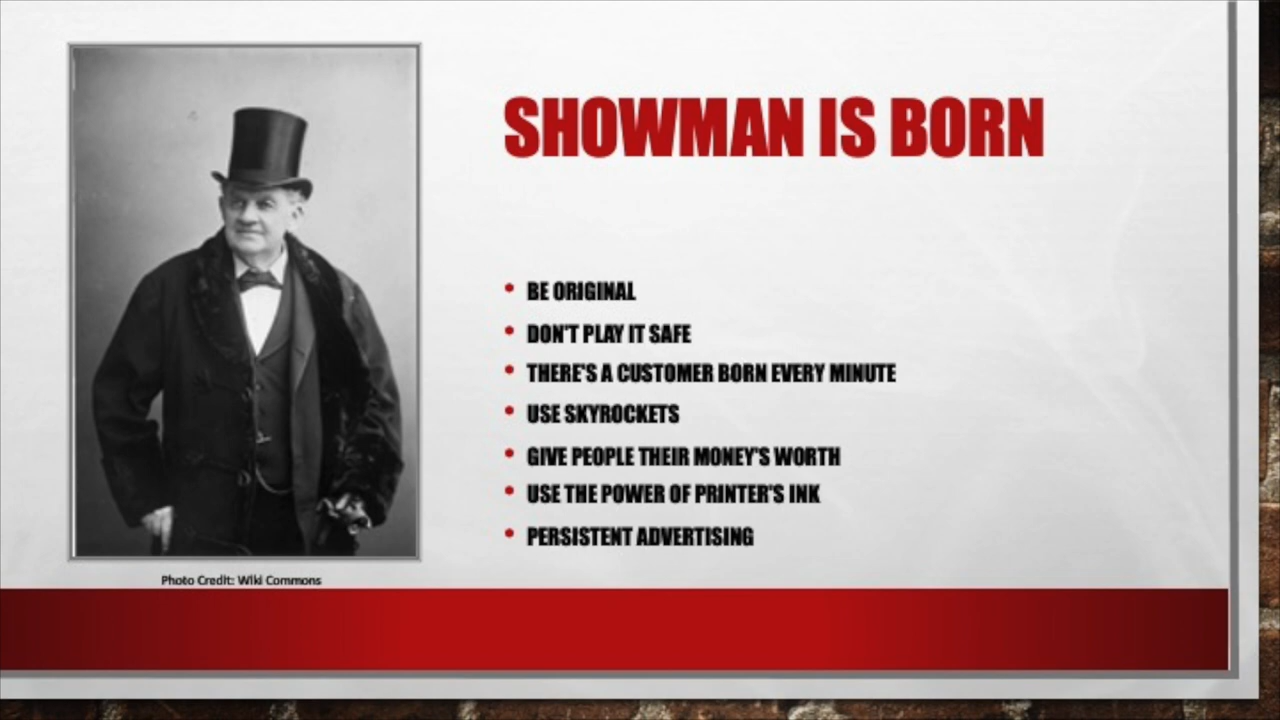 SHOWMAN IS BORN
• BE ORIGINAL
• DON'T PLAY IT SAFE
• THERE'S A CUSTOMER BORN EVERY MINUTE
• USE SKYROCKETS
• GIVE PEOPLE THEIR MONEY'S WORTH
• USE THE POWER OF PRINTER'S INK
• PERSISTENT ADVERTISING
Photo Credit: Wiki Commons